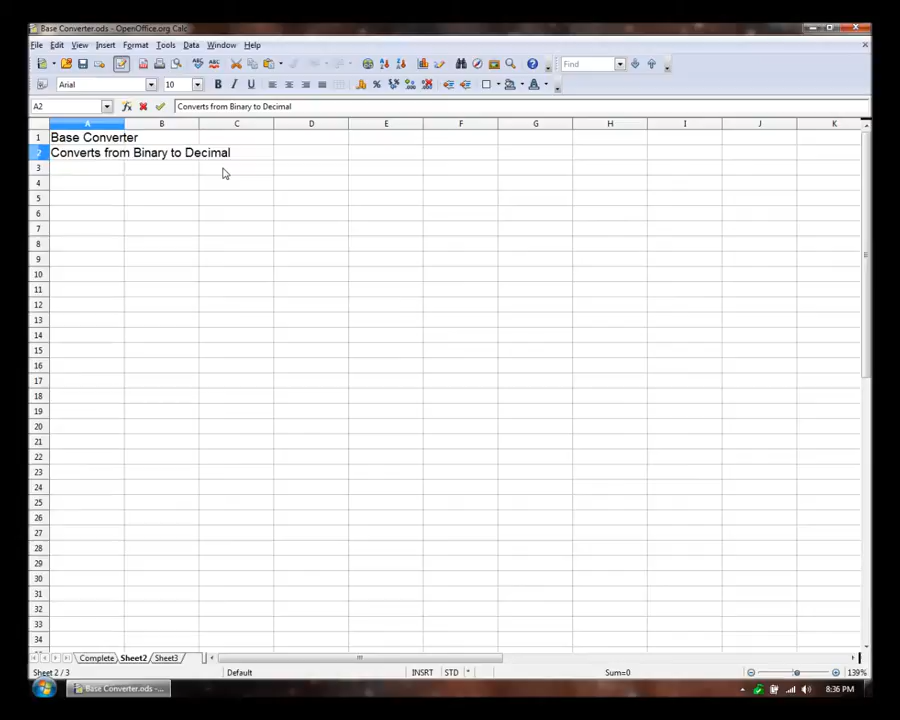 Base Converter.ods - OpenOffice.org Calc
File Edit View Insert Format Tools Data Window Help
Find
Arial 10
A2 Converts from Binary to Decimal
A B C D E F G H I J K
1 Base Converter
2 Converts from Binary to Decimal
3
4
5
6
7
8
9
10
11
12
13
14
15
16
17
18
19
20
21
22
23
24
25
26
27
28
29
30
31
32
33
34
Complete Sheet2 Sheet3
Sheet 2 / 3 Default INSRT STD * Sum=0 139%
Base Converter.ods -... 8:36 PM